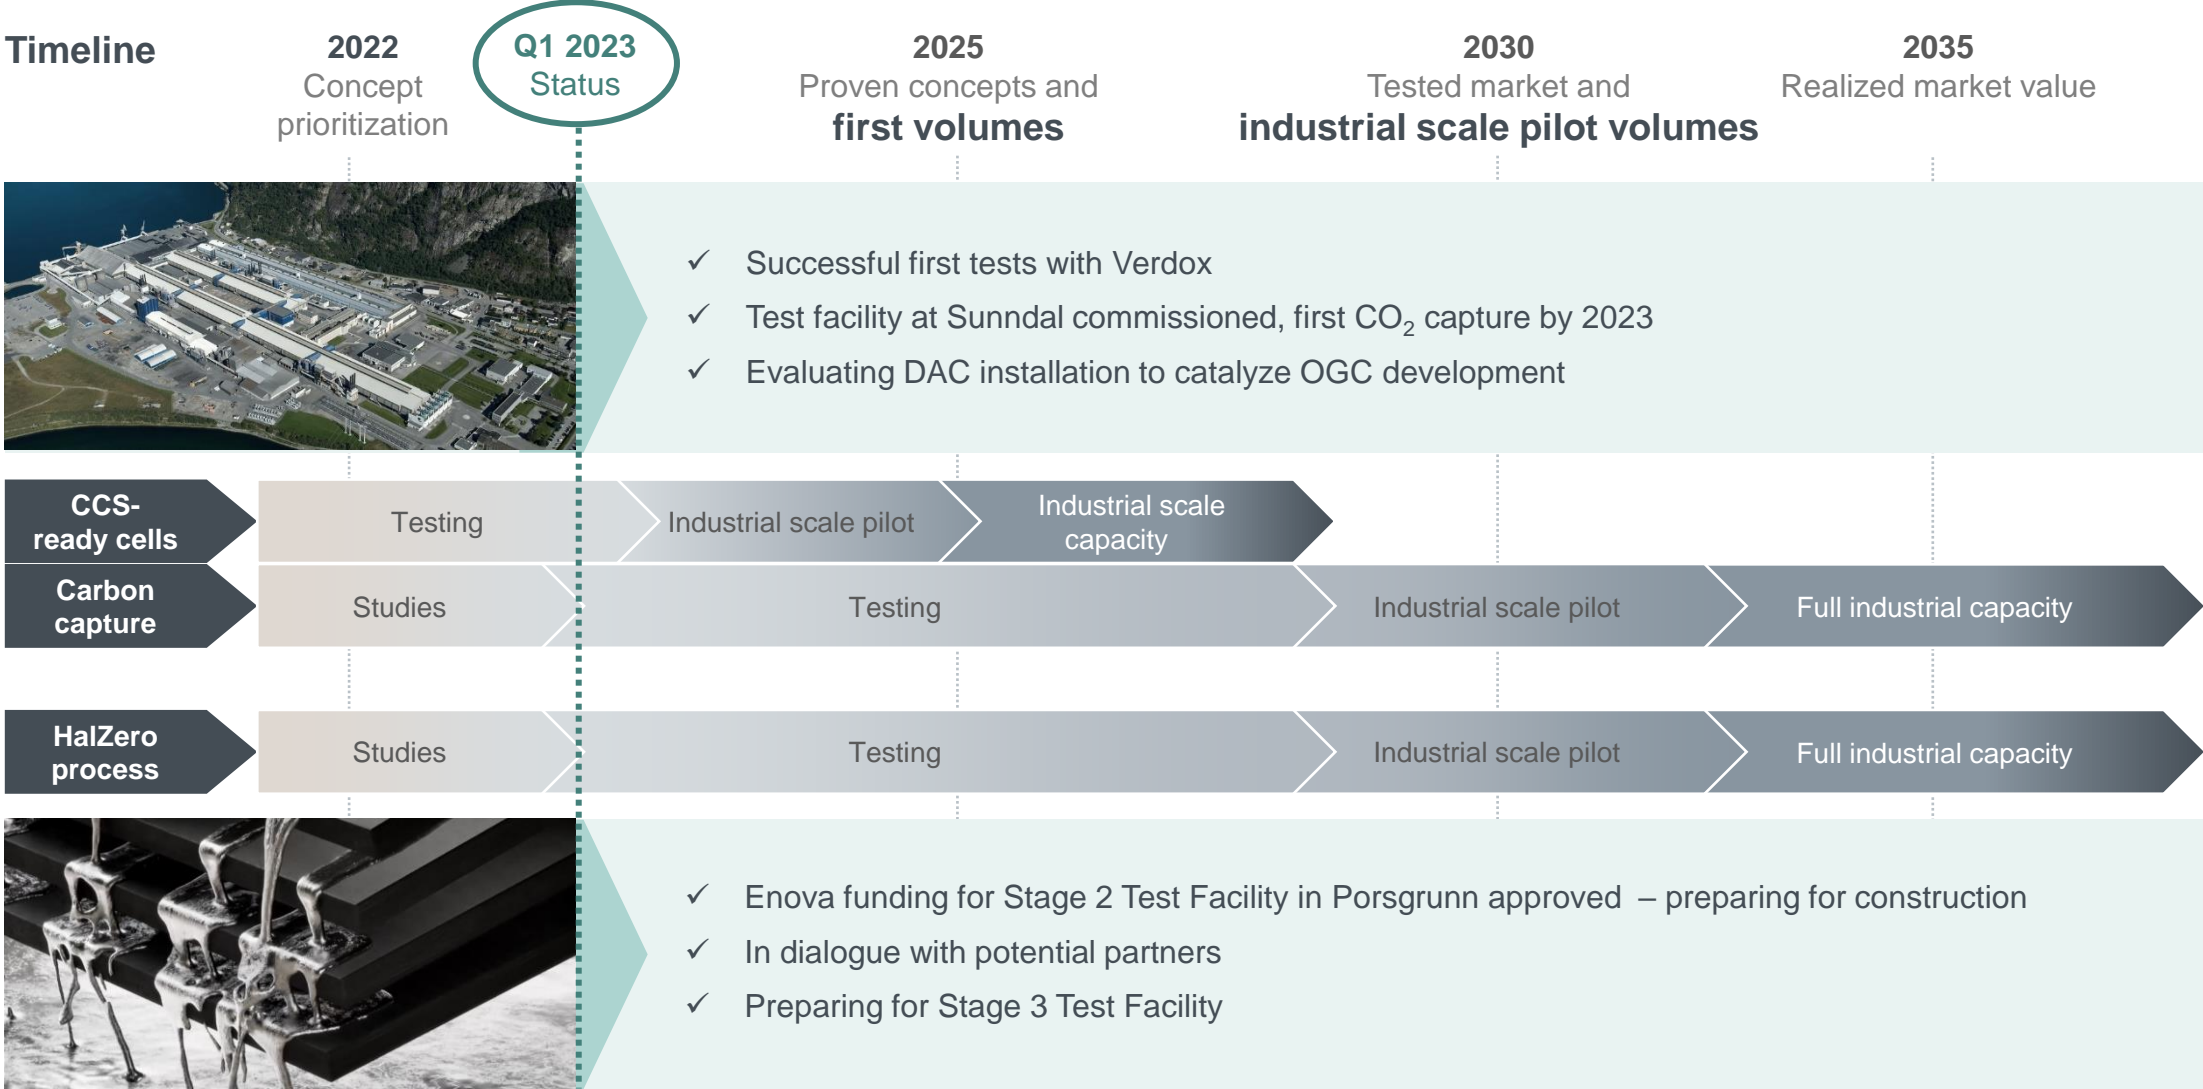 Timeline
2022
Concept
prioritization
Q1 2023
Status
2025
Proven concepts and
first volumes
2030
Tested market and
industrial scale pilot volumes
2035
Realized market value
✓ Successful first tests with Verdox
✓ Test facility at Sunndal commissioned, first CO₂ capture by 2023
✓ Evaluating DAC installation to catalyze OGC development
CCS-
ready cells
Testing
Industrial scale pilot
Industrial scale
capacity
Carbon
capture
Studies
Testing
Industrial scale pilot
Full industrial capacity
HalZero
process
Studies
Testing
Industrial scale pilot
Full industrial capacity
✓ Enova funding for Stage 2 Test Facility in Porsgrunn approved – preparing for construction
✓ In dialogue with potential partners
✓ Preparing for Stage 3 Test Facility